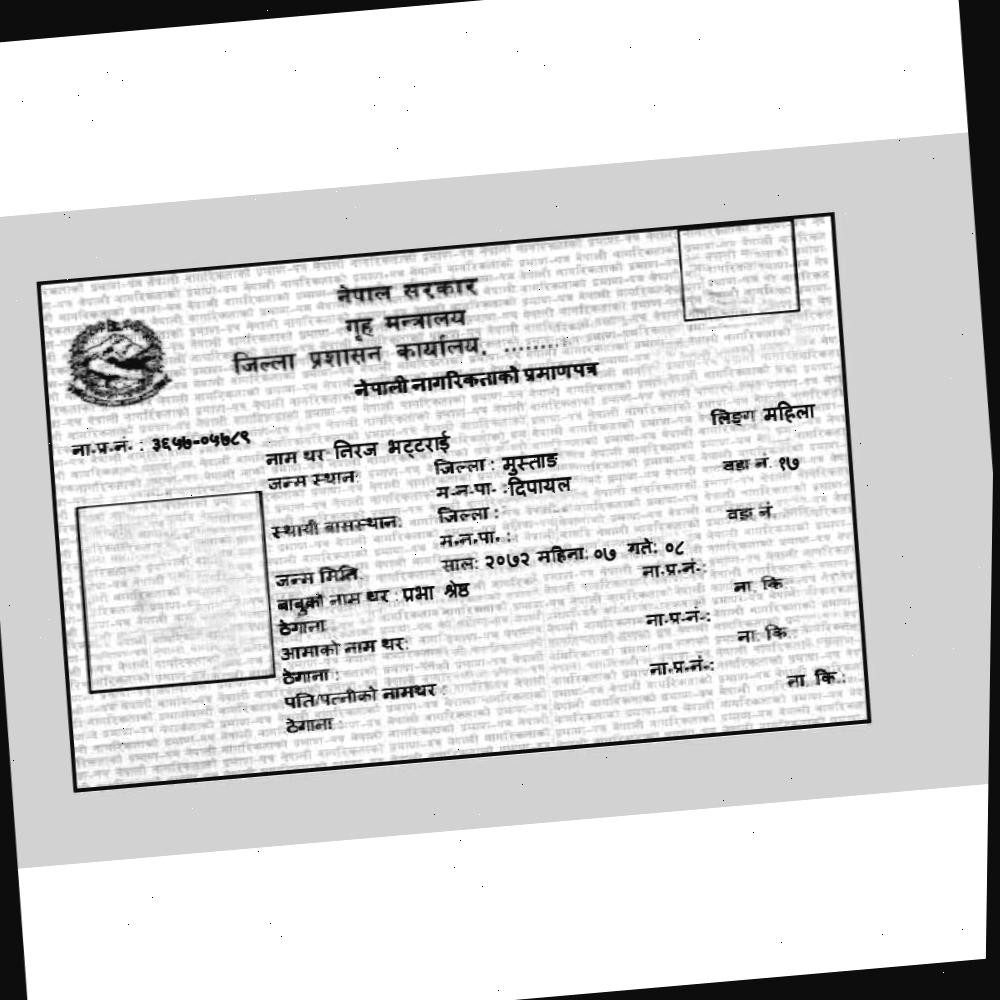 नेपाल सरकार
गृह मन्त्रालय
जिल्ला प्रशासन कार्यालय, ........
नेपाली नागरिकताको प्रमाणपत्र
लिङ्ग महिला
ना.प्र.नं. : ३६५७-०५७८९
नाम थर निरज भट्टराई
जन्म स्थान: जिल्ला : मुस्ताङ वडा नं. १७
म.न.पा. :दिपायल
स्थायी बासस्थान: जिल्ला : वडा नं.
म.न.पा. :
जन्म मिति: साल: २०७२ महिना: ०७ गते: ०८
बाबुको नाम थर : प्रभा श्रेष्ठ ना.प्र.नं.:
ठेगाना ना. कि
आमाको नाम थर: ना.प्र.नं.:
ठेगाना : ना. कि.
पति/पत्नीको नामथर : ना.प्र.नं.:
ठेगाना : ना. कि.: